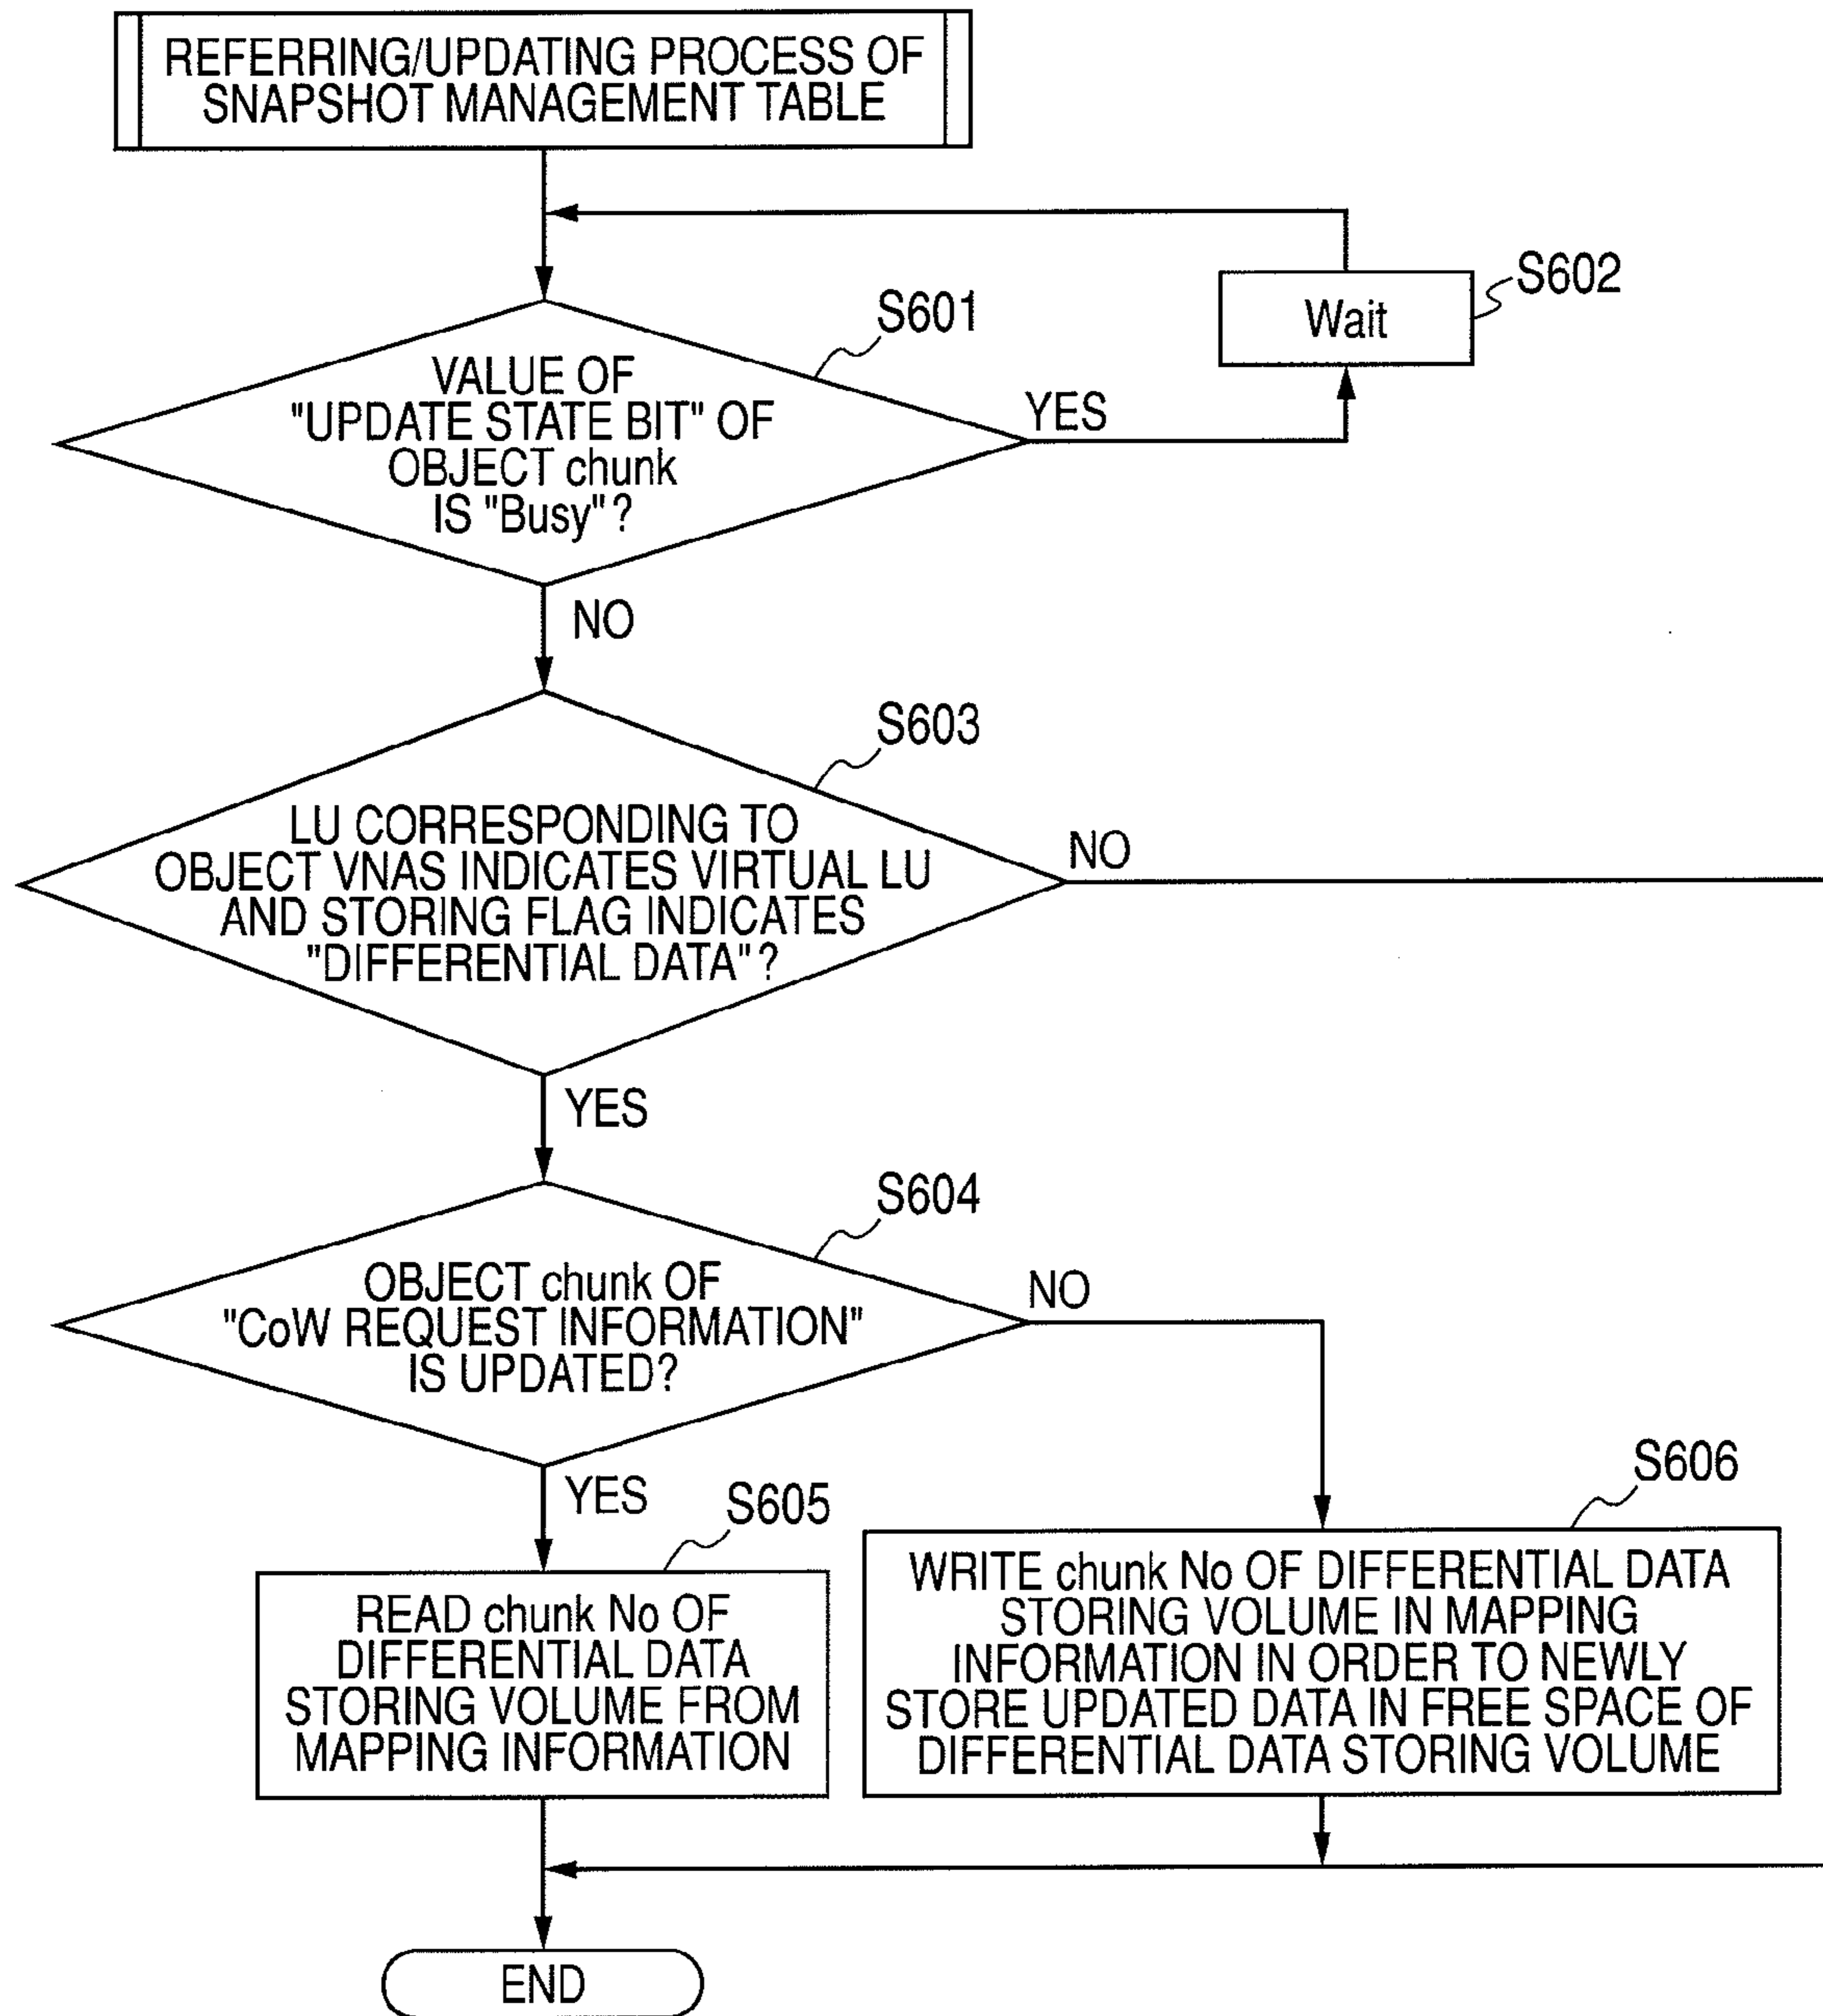 REFERRING/UPDATING PROCESS OF
SNAPSHOT MANAGEMENT TABLE
S602
Wait
S601
VALUE OF
"UPDATE STATE BIT" OF
OBJECT chunk
IS "Busy"?
YES
NO
S603
LU CORRESPONDING TO
OBJECT VNAS INDICATES VIRTUAL LU
AND STORING FLAG INDICATES
"DIFFERENTIAL DATA"?
NO
YES
S604
OBJECT chunk OF
"CoW REQUEST INFORMATION"
IS UPDATED?
NO
YES
S605
READ chunk No OF
DIFFERENTIAL DATA
STORING VOLUME FROM
MAPPING INFORMATION
S606
WRITE chunk No OF DIFFERENTIAL DATA
STORING VOLUME IN MAPPING
INFORMATION IN ORDER TO NEWLY
STORE UPDATED DATA IN FREE SPACE OF
DIFFERENTIAL DATA STORING VOLUME
END